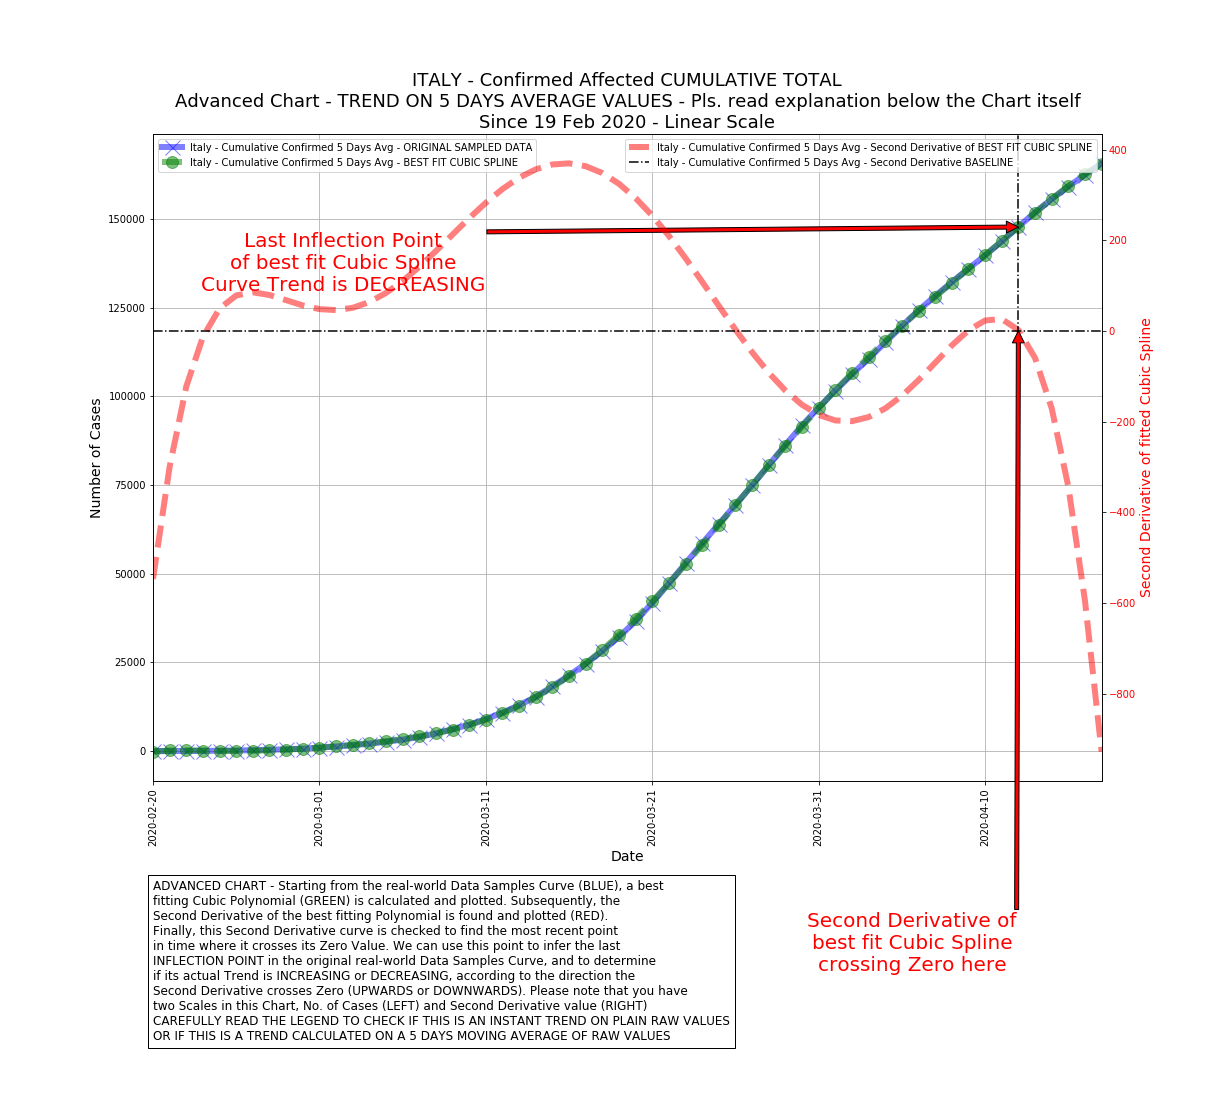 ITALY - Confirmed Affected CUMULATIVE TOTAL
Advanced Chart - TREND ON 5 DAYS AVERAGE VALUES - Pls. read explanation below the Chart itself
Since 19 Feb 2020 - Linear Scale
Italy - Cumulative Confirmed 5 Days Avg - ORIGINAL SAMPLED DATA
Italy - Cumulative Confirmed 5 Days Avg - BEST FIT CUBIC SPLINE
Italy - Cumulative Confirmed 5 Days Avg - Second Derivative of BEST FIT CUBIC SPLINE
Italy - Cumulative Confirmed 5 Days Avg - Second Derivative BASELINE
Last Inflection Point
of best fit Cubic Spline
Curve Trend is DECREASING
Number of Cases
150000
125000
100000
75000
50000
25000
0
400
200
0
−200
−400
−600
−800
Second Derivative of fitted Cubic Spline
2020-02-20
2020-03-01
2020-03-11
2020-03-21
2020-03-31
2020-04-10
Date
ADVANCED CHART - Starting from the real-world Data Samples Curve (BLUE), a best
fitting Cubic Polynomial (GREEN) is calculated and plotted. Subsequently, the
Second Derivative of the best fitting Polynomial is found and plotted (RED).
Finally, this Second Derivative curve is checked to find the most recent point
in time where it crosses its Zero Value. We can use this point to infer the last
INFLECTION POINT in the original real-world Data Samples Curve, and to determine
if its actual Trend is INCREASING or DECREASING, according to the direction the
Second Derivative crosses Zero (UPWARDS or DOWNWARDS). Please note that you have
two Scales in this Chart, No. of Cases (LEFT) and Second Derivative value (RIGHT)
CAREFULLY READ THE LEGEND TO CHECK IF THIS IS AN INSTANT TREND ON PLAIN RAW VALUES
OR IF THIS IS A TREND CALCULATED ON A 5 DAYS MOVING AVERAGE OF RAW VALUES
Second Derivative of
best fit Cubic Spline
crossing Zero here